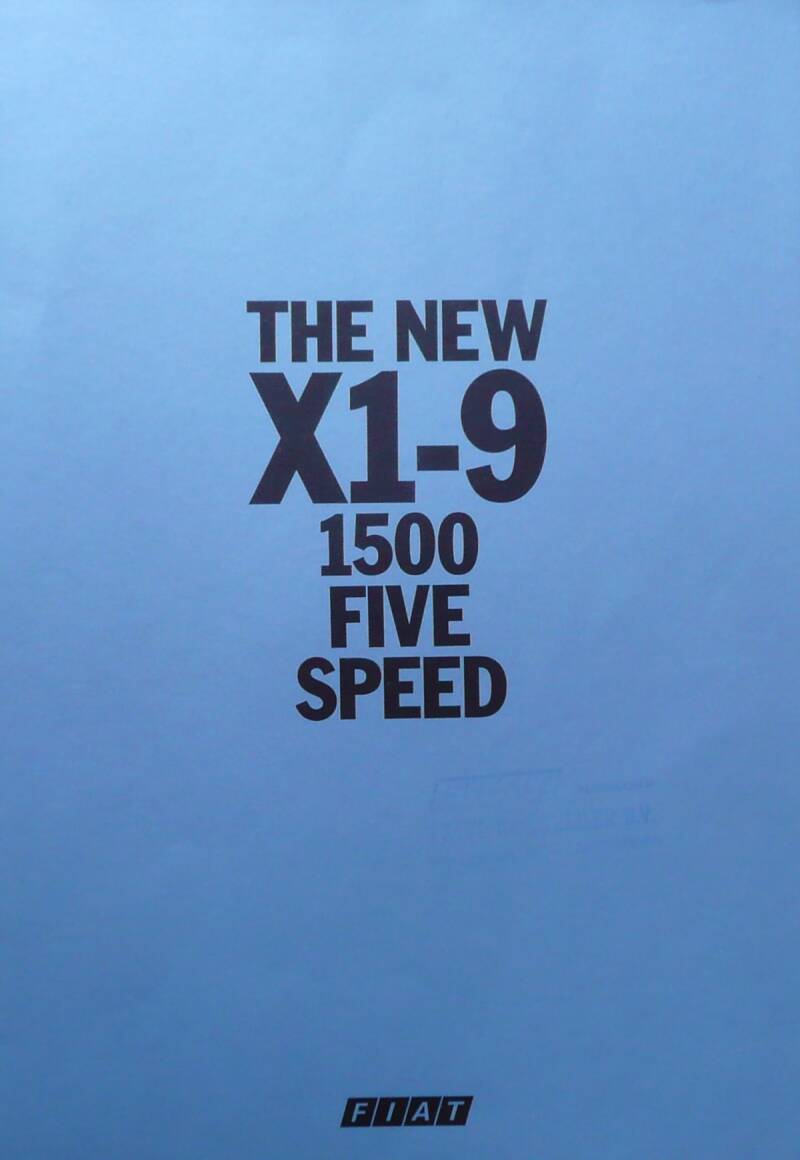 THE NEW
X1-9
1500
FIVE
SPEED
FIAT